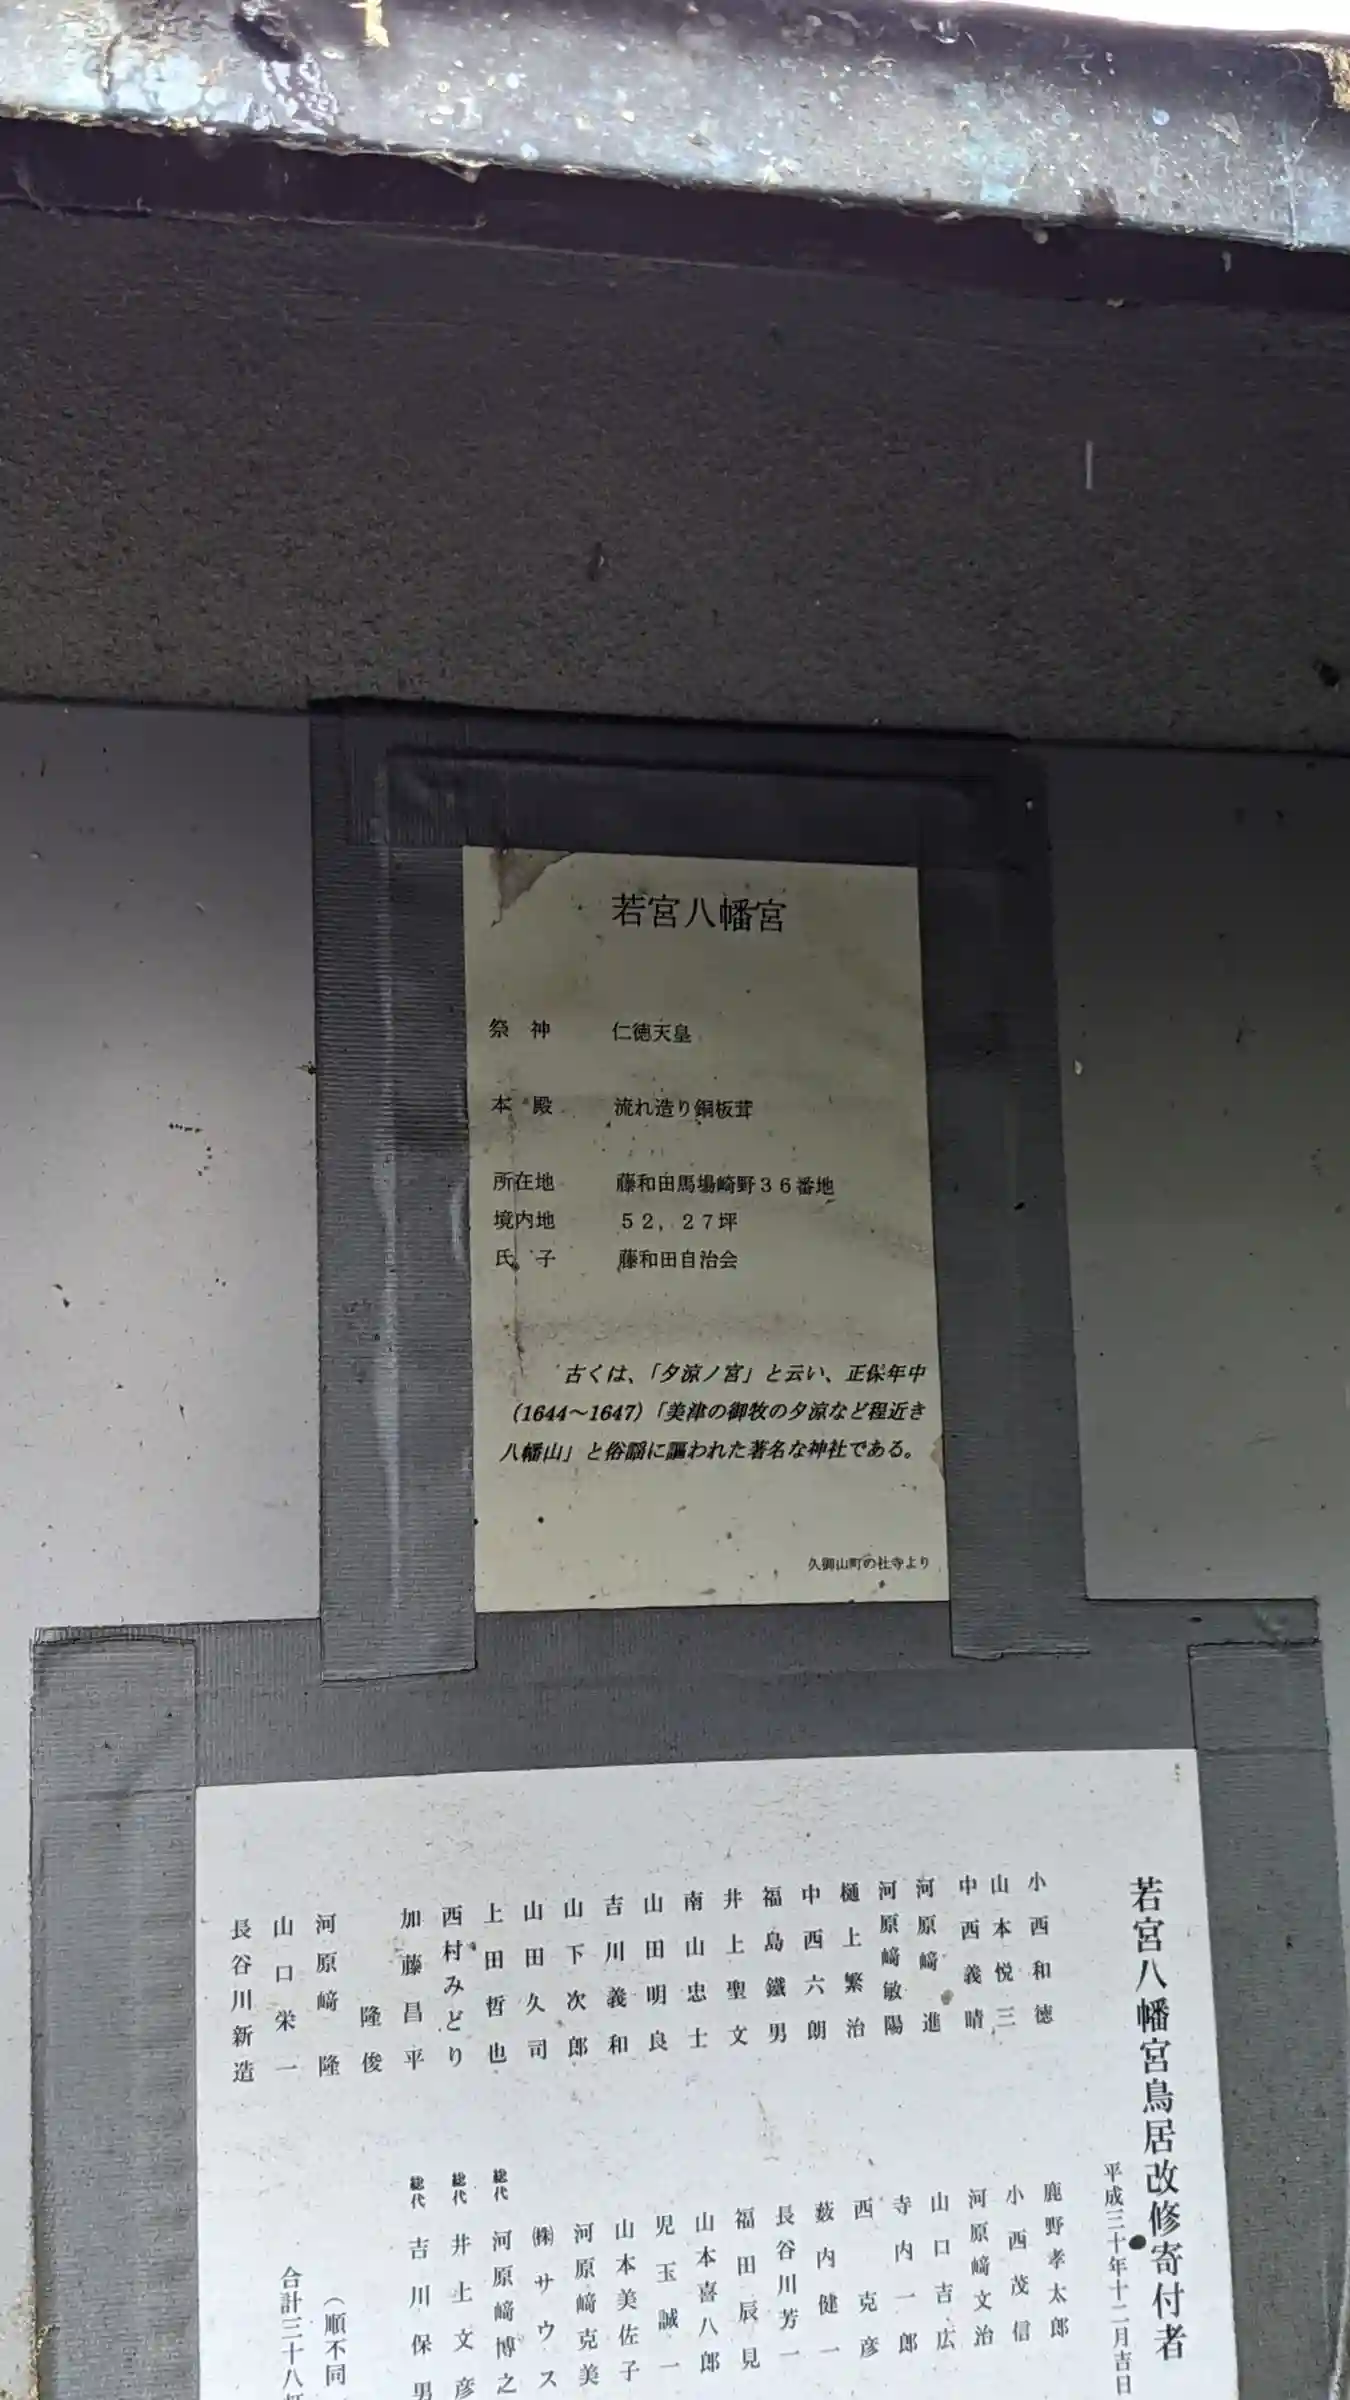 若宮八幡宮
祭 神 仁徳天皇
本 殿 流れ造り銅板茸
所在地 藤和田馬場崎野36番地
境内地 52，27坪
氏 子 藤和田自治会
古くは、「夕涼ノ宮」と云い、正保年中
（1644～1647）「美津の御牧の夕涼など程近き
八幡山」と俗謡に謳われた著名な神社である。
久御山町の社寺より
若宮八幡宮鳥居改修寄付者
平成三十年十二月吉日
小西和徳
山本悦三
中西義晴
河原﨑進
河原﨑敏陽
樋上繁治
中西六朗
福島鐵男
井上聖文
南山忠士
山田明良
吉川義和
山下次郎
山田久司
上田哲也
西村みどり
加藤昌平
隆俊
河原﨑隆
山口栄一
長谷川新造
鹿野孝太郎
小西茂信
河原﨑文治
山口吉広
寺内一郎
西克彦
薮内健一
長谷川芳一
福田辰見
山本喜八郎
児玉誠一
山本美佐子
河原﨑克美
㈱サウス
総代 河原﨑博之
総代 井上文彦
総代 吉川保男
（順不同
合計三十八